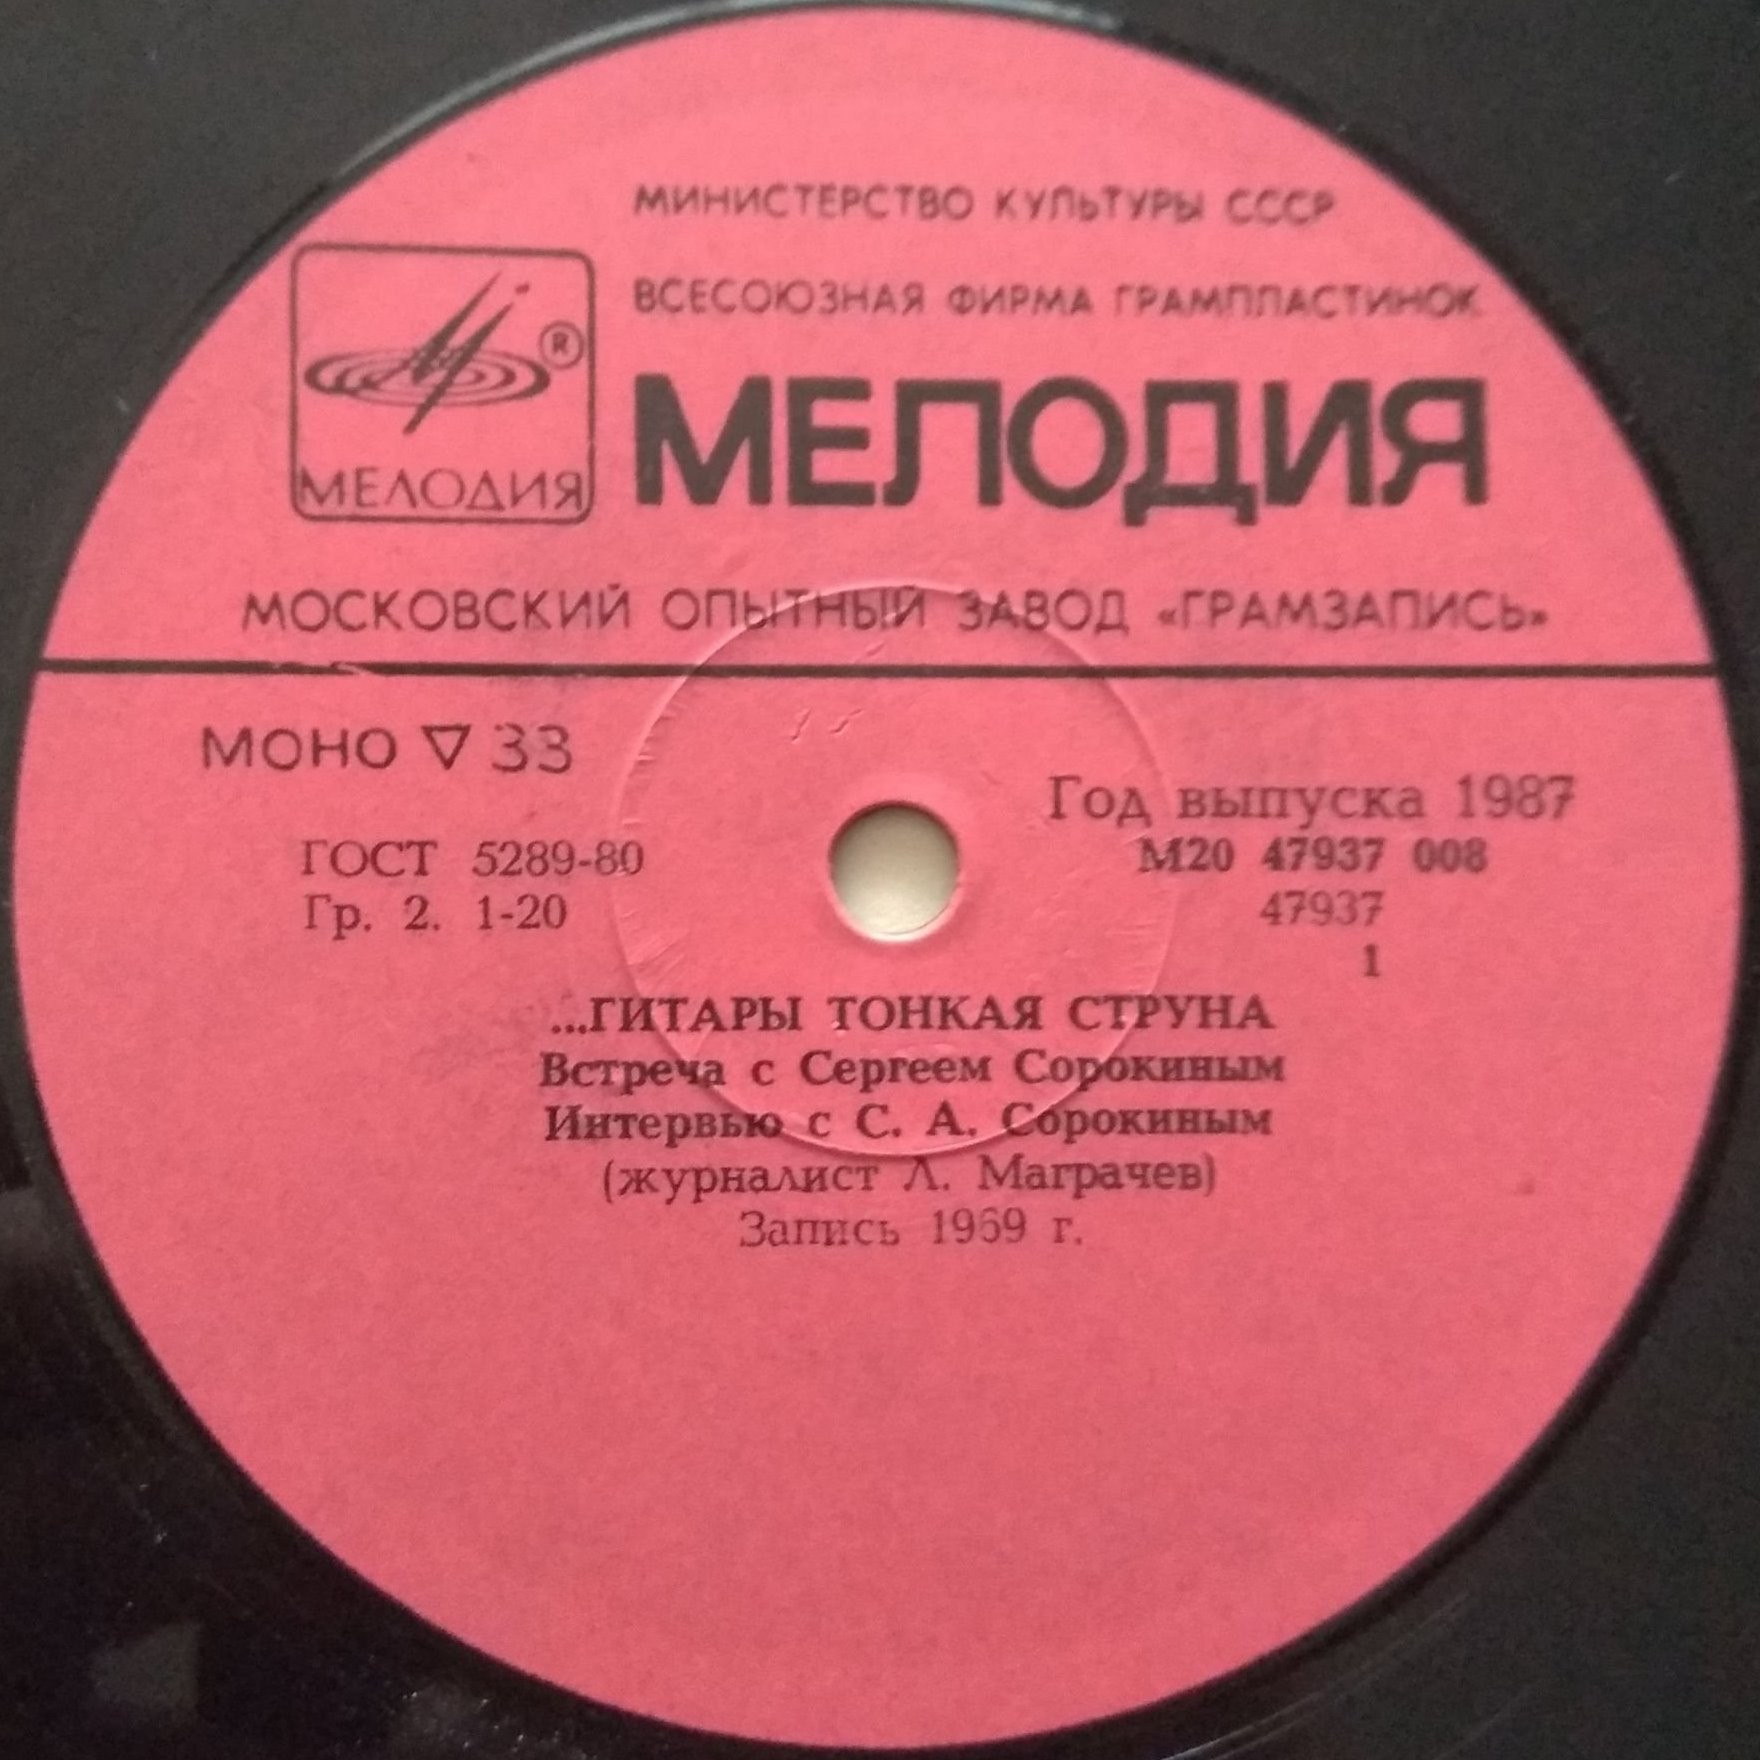 МИНИСТЕРСТВО КУЛЬТУРЫ СССР
ВСЕСОЮЗНАЯ ФИРМА ГРАМПЛАСТИНОК
®
МЕЛОДИЯ
МЕЛОДИЯ
МОСКОВСКИЙ ОПЫТНЫЙ ЗАВОД «ГРАМЗАПИСЬ»
МОНО ▽ 33
ГОСТ 5289-80
Гр. 2. 1-20
Год выпуска 1987
М20 47937 008
47937
1
...ГИТАРЫ ТОНКАЯ СТРУНА
Встреча с Сергеем Сорокиным
Интервью с С. А. Сорокиным
(журналист Л. Маграчев)
Запись 1969 г.